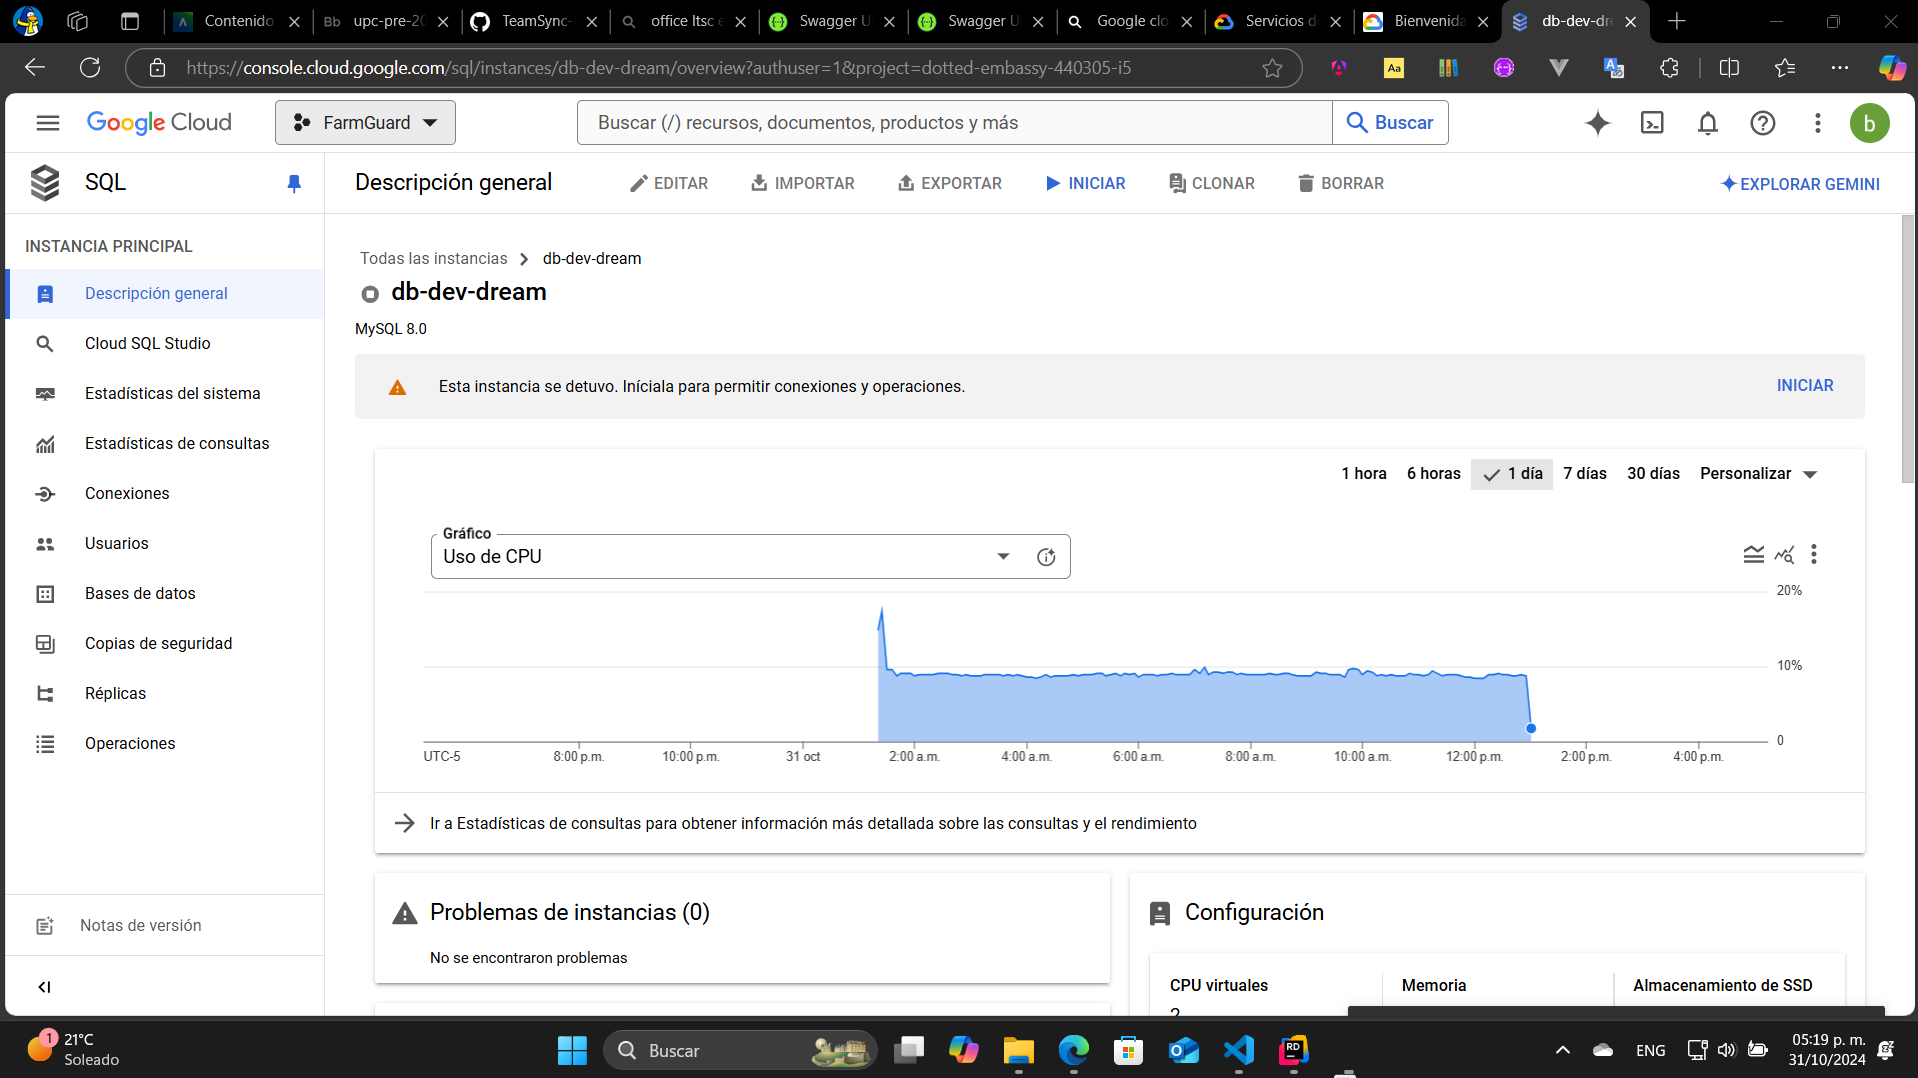 Contenido
upc-pre-20
TeamSync-
office ltsc e
Swagger U
Swagger U
Google clo
Servicios d
Bienvenida
db-dev-dre
https://console.cloud.google.com/sql/instances/db-dev-dream/overview?authuser=1&project=dotted-embassy-440305-i5
Google Cloud
FarmGuard
Buscar (/) recursos, documentos, productos y más
Buscar
b
SQL
Descripción general
EDITAR
IMPORTAR
EXPORTAR
INICIAR
CLONAR
BORRAR
EXPLORAR GEMINI
INSTANCIA PRINCIPAL
Descripción general
Cloud SQL Studio
Estadísticas del sistema
Estadísticas de consultas
Conexiones
Usuarios
Bases de datos
Copias de seguridad
Réplicas
Operaciones
Notas de versión
Todas las instancias
db-dev-dream
db-dev-dream
MySQL 8.0
Esta instancia se detuvo. Iníciala para permitir conexiones y operaciones.
INICIAR
1 hora
6 horas
1 día
7 días
30 días
Personalizar
Gráfico
Uso de CPU
20%
10%
0
UTC-5
8:00 p.m.
10:00 p.m.
31 oct
2:00 a.m.
4:00 a.m.
6:00 a.m.
8:00 a.m.
10:00 a.m.
12:00 p.m.
2:00 p.m.
4:00 p.m.
Ir a Estadísticas de consultas para obtener información más detallada sobre las consultas y el rendimiento
Problemas de instancias (0)
No se encontraron problemas
Configuración
CPU virtuales
Memoria
Almacenamiento de SSD
2
1
21°C
Soleado
Buscar
RD
ENG
05:19 p. m.
31/10/2024